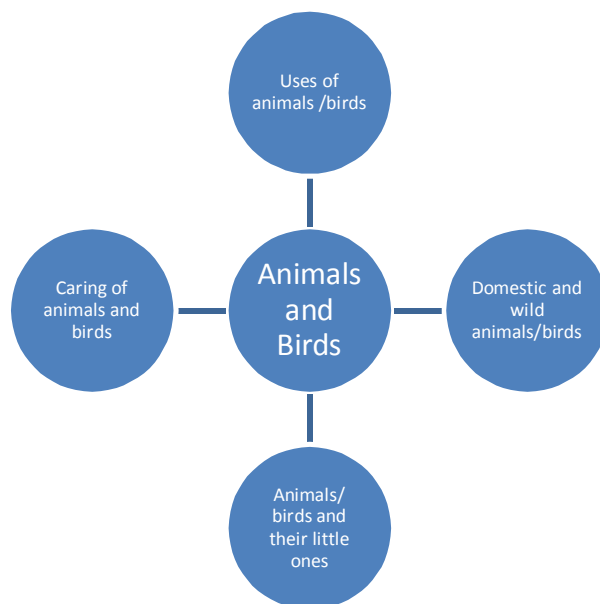 Uses of
animals /birds
Caring of
animals and
birds
Animals
and
Birds
Domestic and
wild
animals/birds
Animals/
birds and
their little
ones